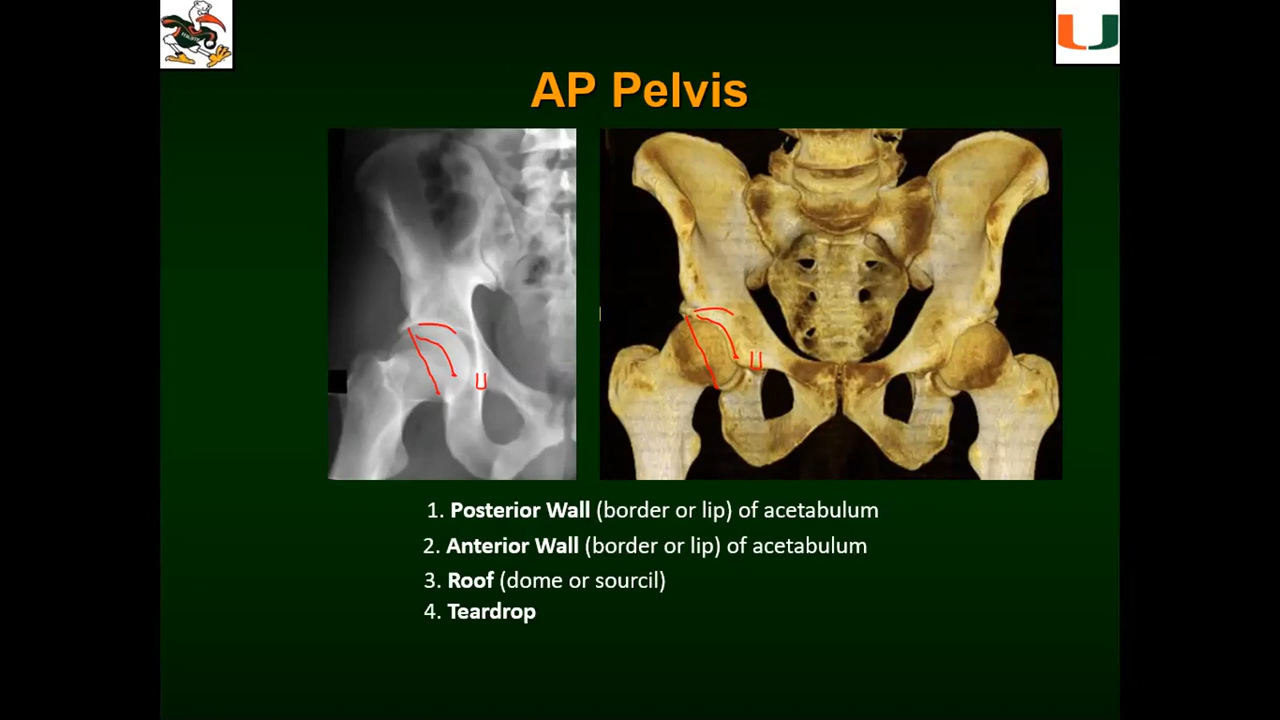 AP Pelvis
1. Posterior Wall (border or lip) of acetabulum
2. Anterior Wall (border or lip) of acetabulum
3. Roof (dome or sourcil)
4. Teardrop